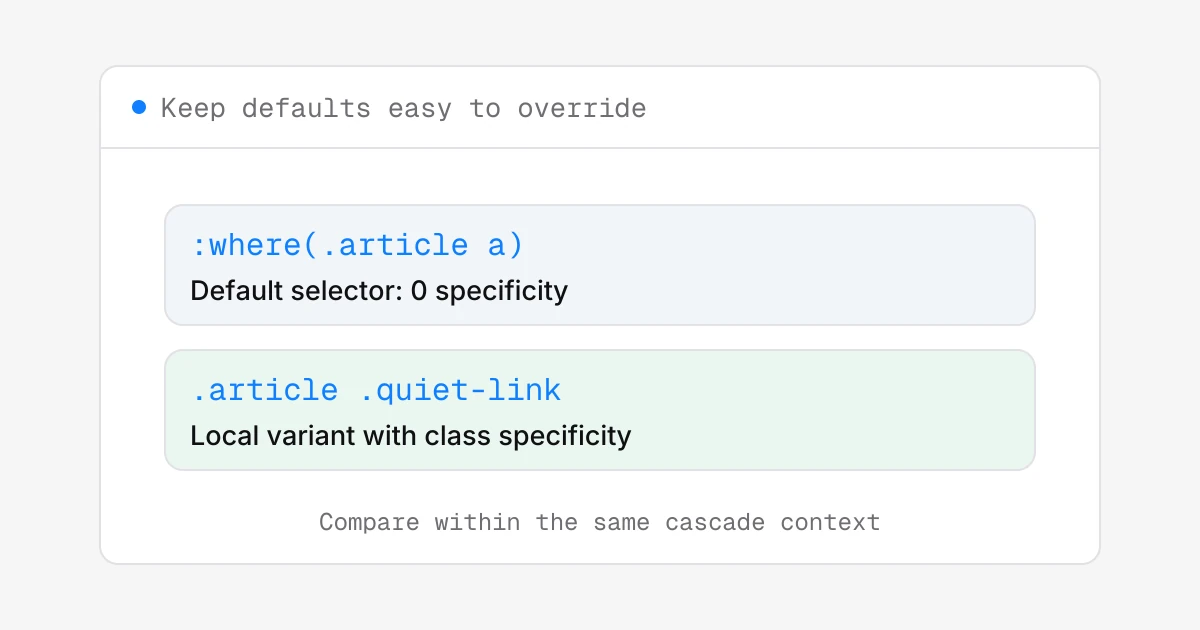 Keep defaults easy to override
:where(.article a)
Default selector: 0 specificity
.article .quiet-link
Local variant with class specificity
Compare within the same cascade context